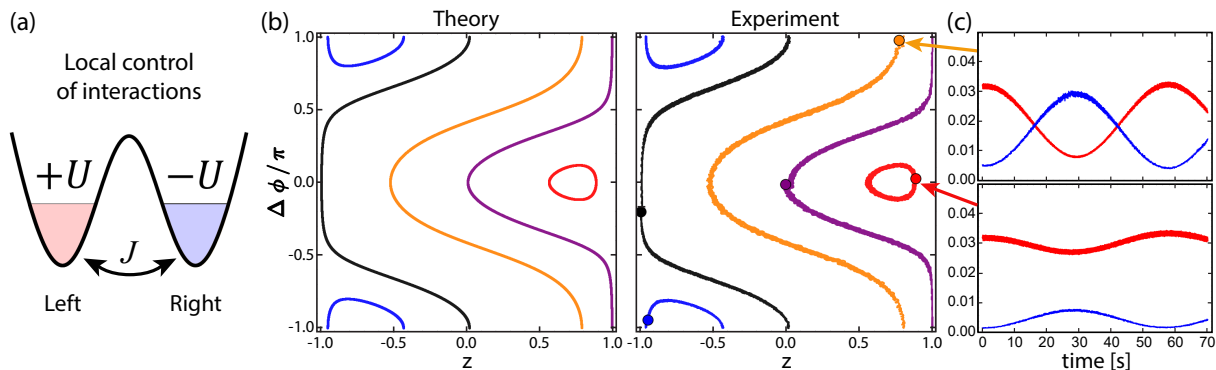 (a)
Local control
of interactions
+U
−U
J
Left
Right
(b)
Theory
Experiment
Δ ϕ/π
1.0
0.5
0.0
-0.5
-1.0
-1.0
-0.5
0.0
0.5
1.0
z
-1.0
-0.5
0.0
0.5
1.0
z
(c)
0.04
0.03
0.02
0.01
0.00
0.04
0.03
0.02
0.01
0.00
0
10
20
30
40
50
60
70
time [s]